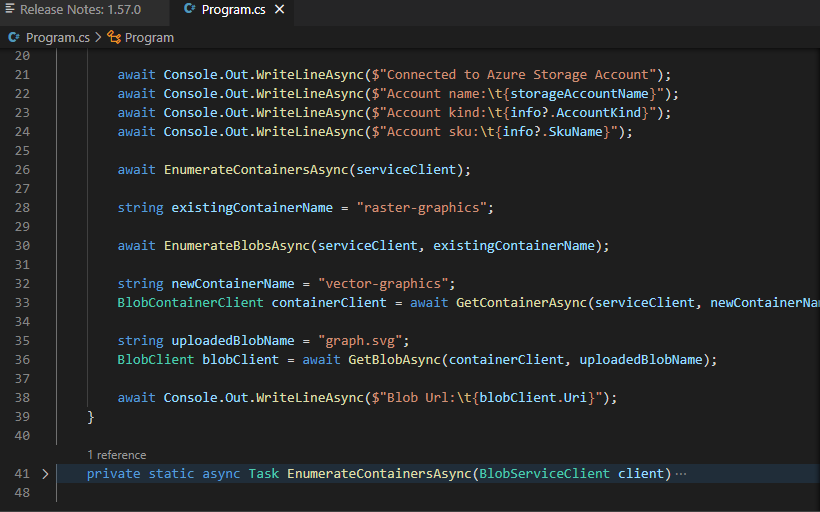 Release Notes: 1.57.0
Program.cs
Program.cs > Program
20
21 await Console.Out.WriteLineAsync($"Connected to Azure Storage Account");
22 await Console.Out.WriteLineAsync($"Account name:\t{storageAccountName}");
23 await Console.Out.WriteLineAsync($"Account kind:\t{info?.AccountKind}");
24 await Console.Out.WriteLineAsync($"Account sku:\t{info?.SkuName}");
25
26 await EnumerateContainersAsync(serviceClient);
27
28 string existingContainerName = "raster-graphics";
29
30 await EnumerateBlobsAsync(serviceClient, existingContainerName);
31
32 string newContainerName = "vector-graphics";
33 BlobContainerClient containerClient = await GetContainerAsync(serviceClient, newContainerNa
34
35 string uploadedBlobName = "graph.svg";
36 BlobClient blobClient = await GetBlobAsync(containerClient, uploadedBlobName);
37
38 await Console.Out.WriteLineAsync($"Blob Url:\t{blobClient.Uri}");
39 }
40
1 reference
41 private static async Task EnumerateContainersAsync(BlobServiceClient client) ···
48